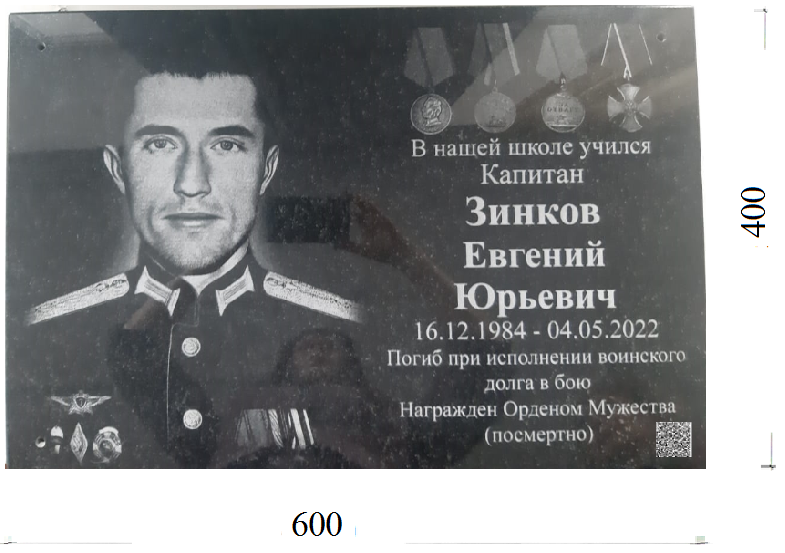 В нашей школе учился
Капитан
Зинков
Евгений
Юрьевич
16.12.1984 - 04.05.2022
Погиб при исполнении воинского
долга в бою
Награжден Орденом Мужества
(посмертно)
400
600